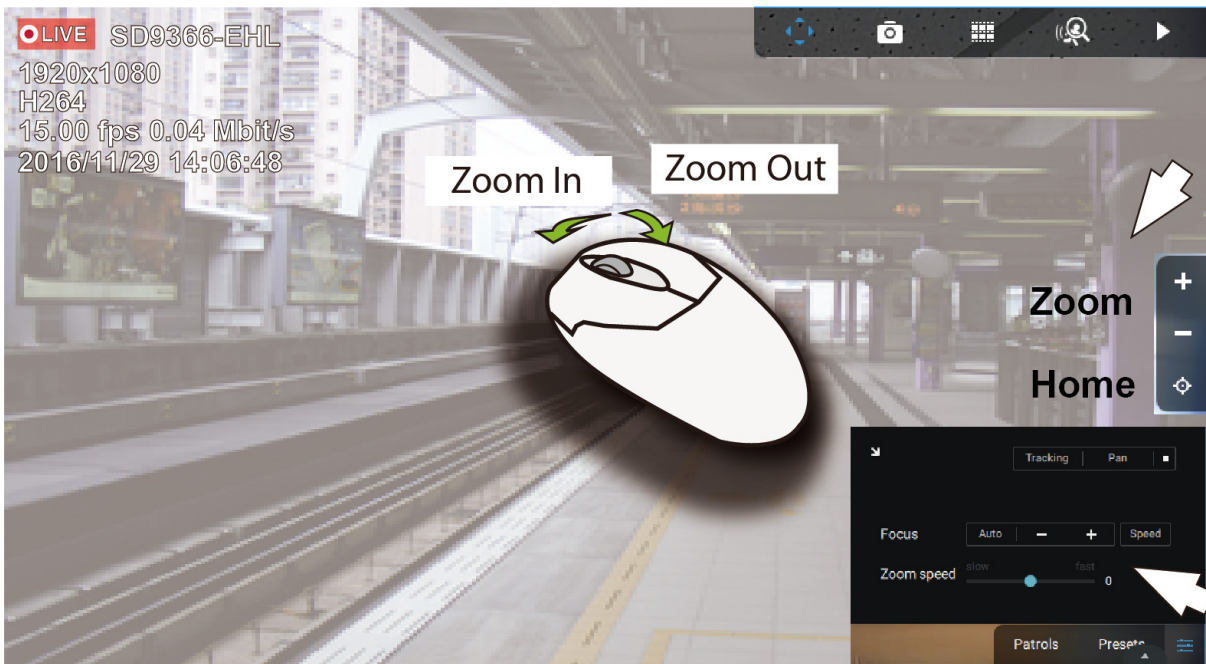 LIVE SD9366-EHL
1920x1080
H264
15.00 fps 0.04 Mbit/s
2016/11/29 14:06:48
Zoom In
Zoom Out
Zoom
Home
Tracking Pan
Focus Auto Speed
slow fast
Zoom speed 0
Patrols Presets